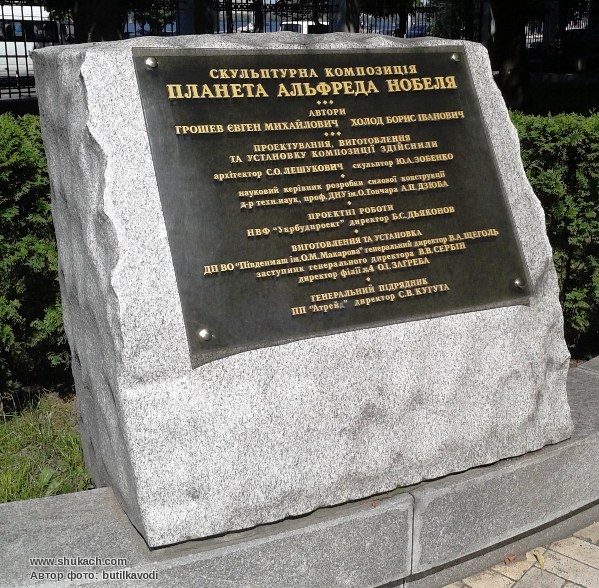 СКУЛЬПТУРНА КОМПОЗИЦІЯ
ПЛАНЕТА АЛЬФРЕДА НОБЕЛЯ
АВТОРИ
ГРОШЕВ ЄВГЕН МИХАЙЛОВИЧ ХОЛОД БОРИС ІВАНОВИЧ
ПРОЕКТУВАННЯ, ВИГОТОВЛЕННЯ
ТА УСТАНОВКУ КОМПОЗИЦІЇ ЗДІЙСНИЛИ
архітектор С.О.ЛЕШУКОВИЧ скульптор Ю.А.ЗОБЕНКО
науковий керівник розробки силової конструкції
д-р техн.наук, проф.ДНУ ім.О.Гончара А.П.ДЗЮБА
ПРОЕКТНІ РОБОТИ
НВФ "Укрбудпроект" директор Б.Є.ДЬЯКОНОВ
ВИГОТОВЛЕННЯ ТА УСТАНОВКА
ДП ВО "Південмаш ім.О.М.Макарова" генеральний директор В.А.ЩЕГОЛЬ
заступник генерального директора В.В.СЕРБІН
директор філії №4 О.І.ЗАГРЕБА
ГЕНЕРАЛЬНИЙ ПІДРЯДНИК
ПП "Атрейд" директор С.В.КУГУТА
www.shukach.com
Автор фото: butilkavodi